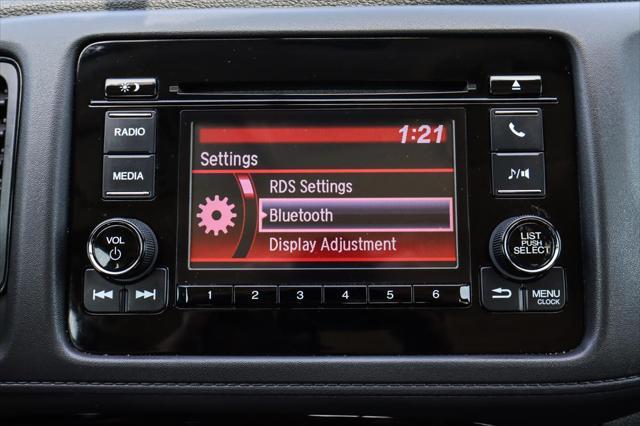 1:21
RADIO
Settings
MEDIA
RDS Settings
Bluetooth
Display Adjustment
VOL
LIST
PUSH
SELECT
1 2 3 4 5 6
MENU
CLOCK